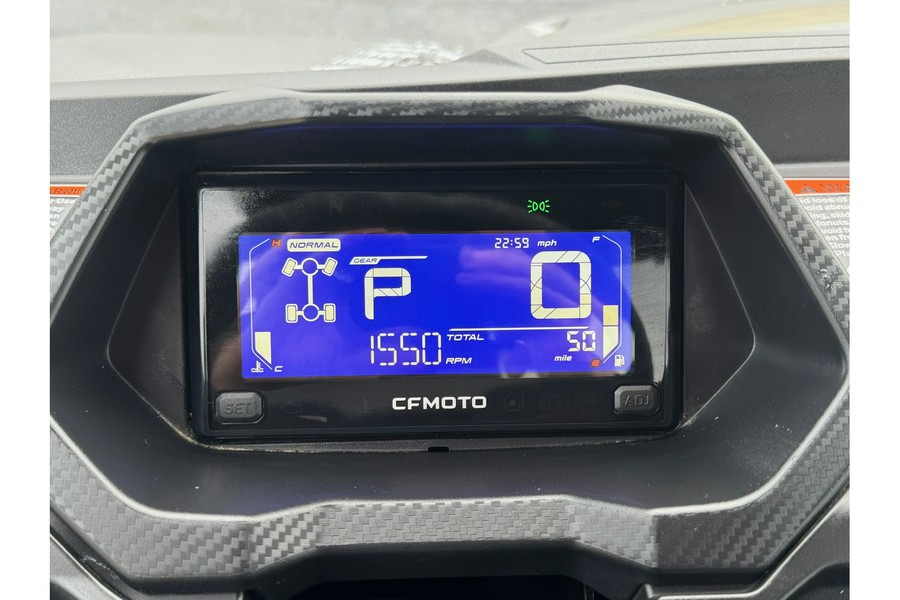 H NORMAL 22:59 mph F
GEAR
P 0
1550 RPM TOTAL 50
mile E
C
SET CFMOTO ADJ